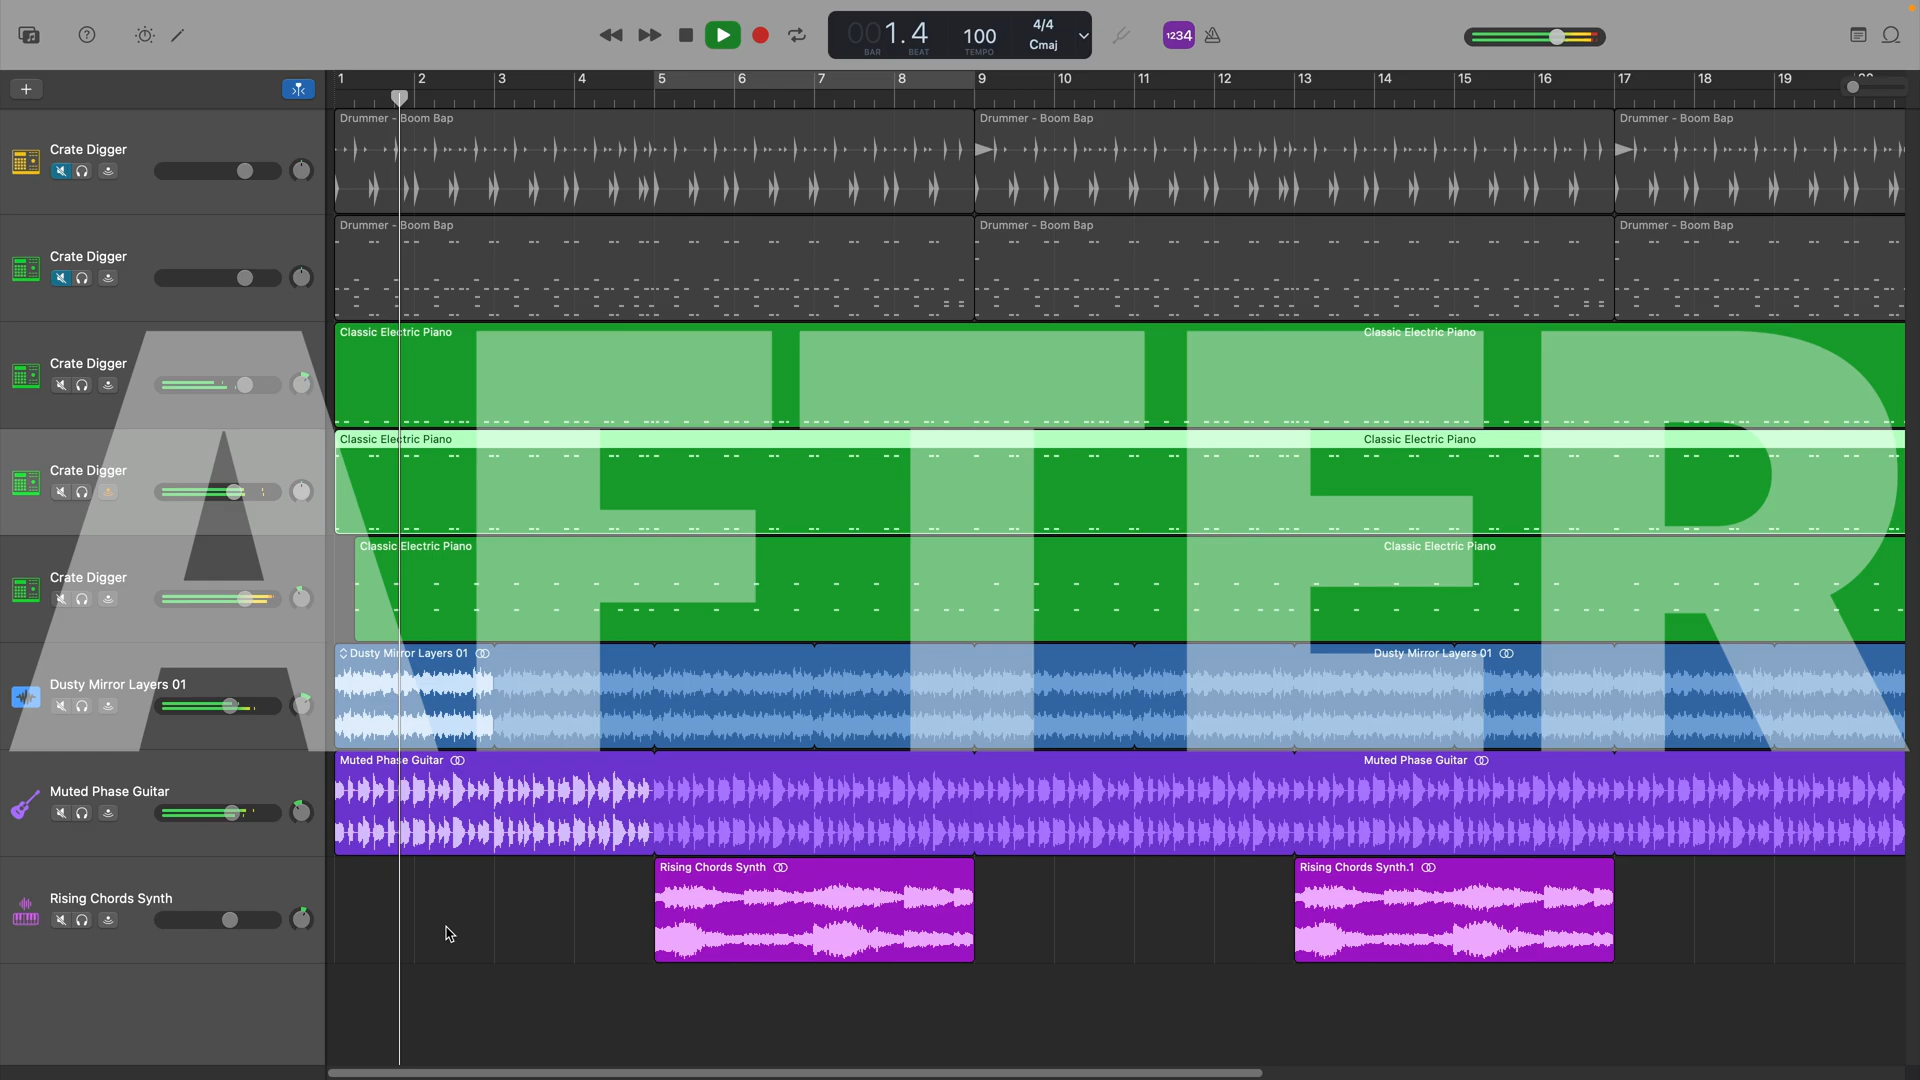 001.4
BAR
BEAT
100
TEMPO
4/4
Cmaj
1234
1 2 3 4 5 6 7 8 9 10 11 12 13 14 15 16 17 18 19
Drummer - Boom Bap
Drummer - Boom Bap
Drummer - Boom Bap
Crate Digger
Drummer - Boom Bap
Drummer - Boom Bap
Drummer - Boom Bap
Crate Digger
Classic Electric Piano
Classic Electric Piano
Crate Digger
Classic Electric Piano
Classic Electric Piano
Crate Digger
Classic Electric Piano
Classic Electric Piano
Crate Digger
AFTER
Dusty Mirror Layers 01
Dusty Mirror Layers 01
Dusty Mirror Layers 01
Muted Phase Guitar
Muted Phase Guitar
Muted Phase Guitar
Rising Chords Synth
Rising Chords Synth.1
Rising Chords Synth